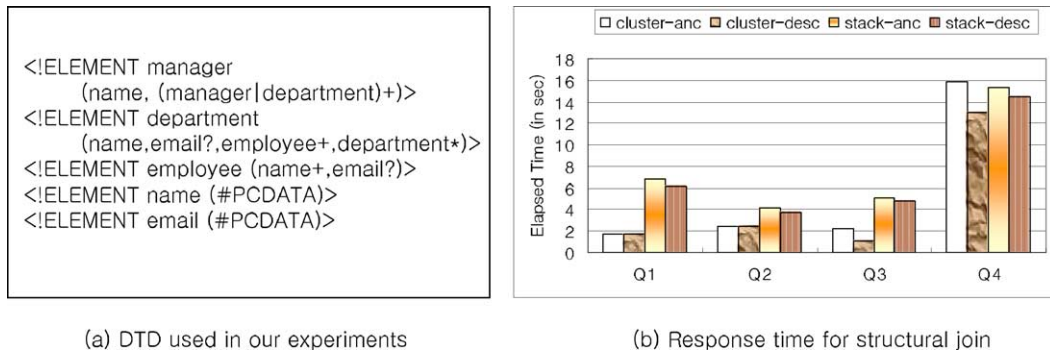 <!ELEMENT manager
(name, (manager|department)+)>
<!ELEMENT department
(name,email?,employee+,department*)>
<!ELEMENT employee (name+,email?)>
<!ELEMENT name (#PCDATA)>
<!ELEMENT email (#PCDATA)>
(a) DTD used in our experiments
cluster-anc cluster-desc stack-anc stack-desc
Elapsed Time (in sec)
18
16
14
12
10
8
6
4
2
0
Q1 Q2 Q3 Q4
(b) Response time for structural join